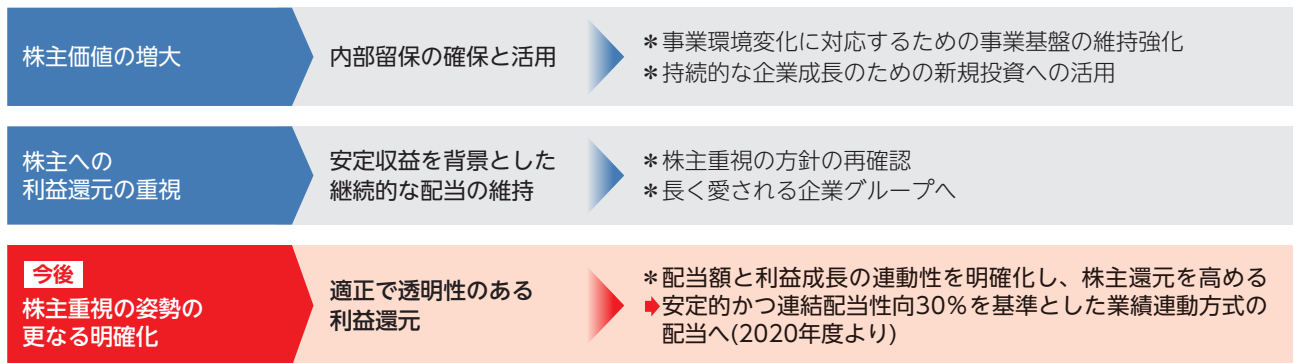 株主価値の増大
内部留保の確保と活用
＊事業環境変化に対応するための事業基盤の維持強化
＊持続的な企業成長のための新規投資への活用
株主への
利益還元の重視
安定収益を背景とした
継続的な配当の維持
＊株主重視の方針の再確認
＊長く愛される企業グループへ
今後
株主重視の姿勢の
更なる明確化
適正で透明性のある
利益還元
＊配当額と利益成長の連動性を明確化し、株主還元を高める
安定的かつ連結配当性向30％を基準とした業績連動方式の
配当へ(2020年度より)